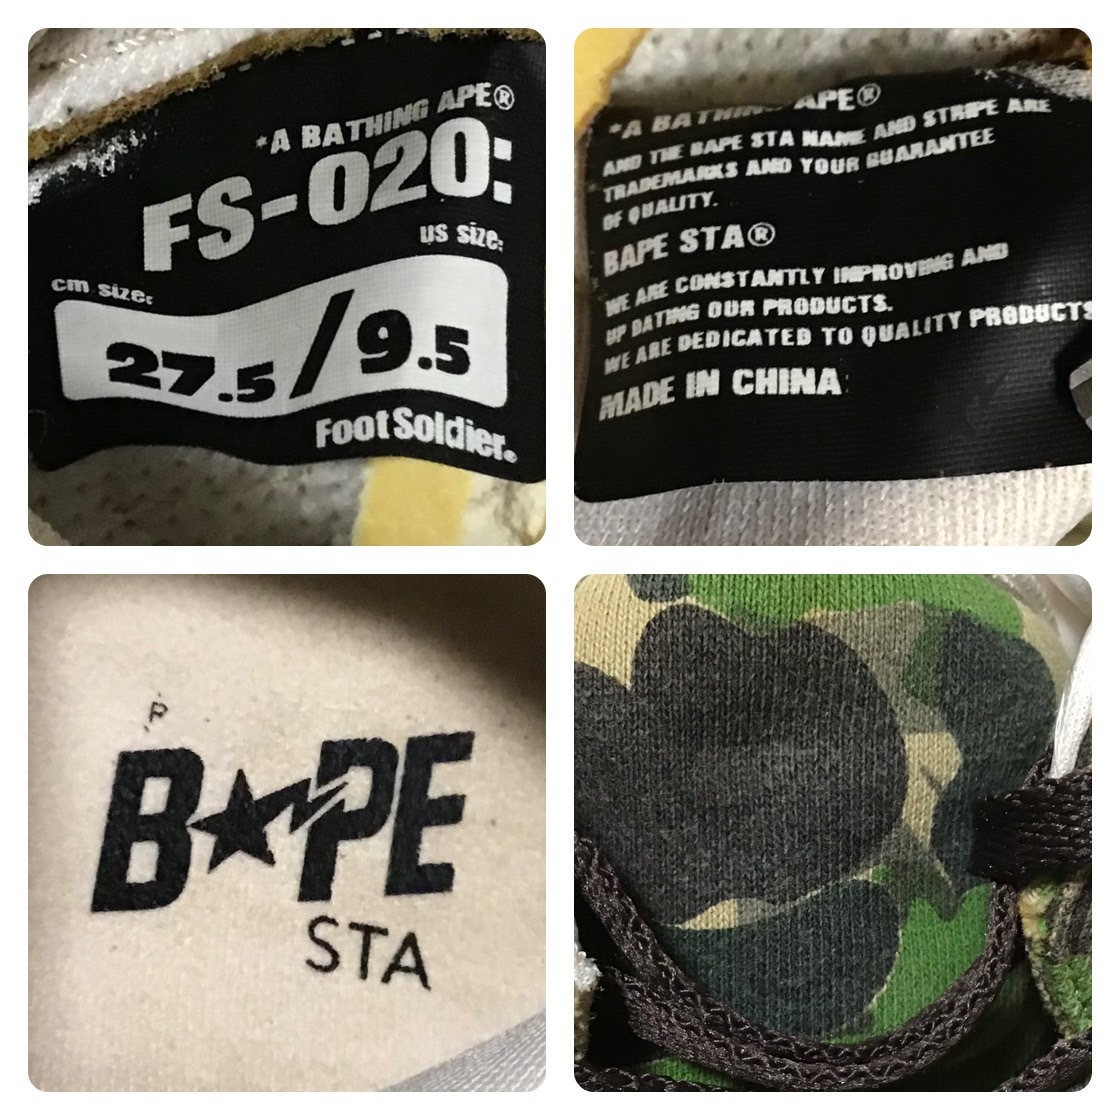 *A BATHING APE®
FS-020:
us size:
cm size:
27.5/9.5
FootSoldier®
*A BATHING APE®
AND THE BAPE STA NAME AND STRIPE ARE
TRADEMARKS AND YOUR GUARANTEE
OF QUALITY.
BAPE STA®
WE ARE CONSTANTLY IMPROVING AND
UP DATING OUR PRODUCTS.
WE ARE DEDICATED TO QUALITY PRODUCTS
MADE IN CHINA
P
BAPE
STA